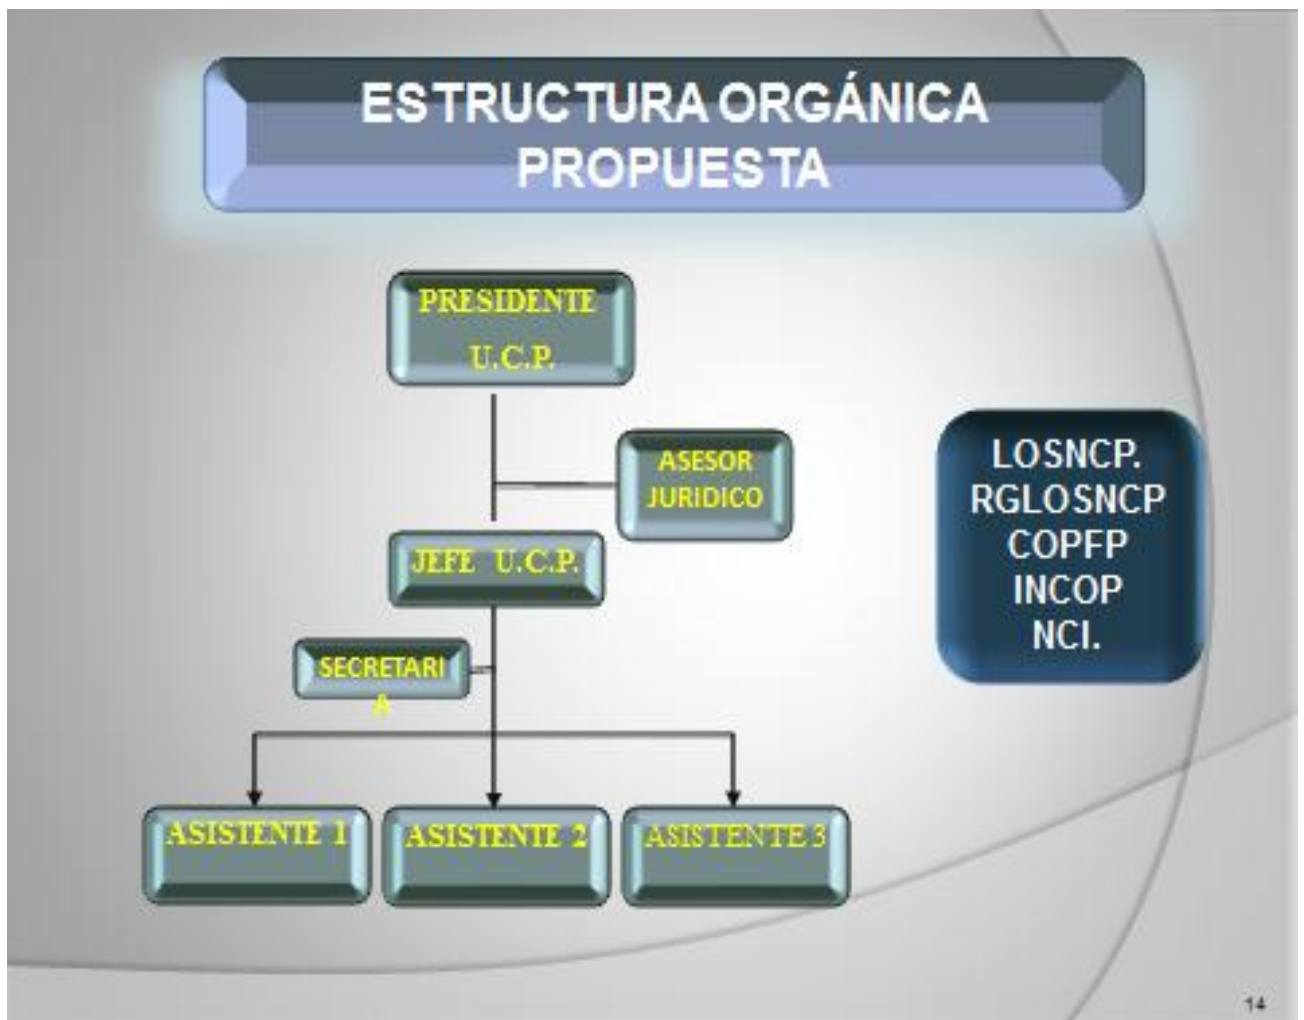 ESTRUCTURA ORGÁNICA
PROPUESTA
PRESIDENTE
U.C.P.
ASESOR
JURIDICO
JEFE U.C.P.
SECRETARI
A
ASISTENTE 1
ASISTENTE 2
ASISTENTE 3
LOSNCP.
RGLOSNCP
COPFP
INCOP
NCI.
14